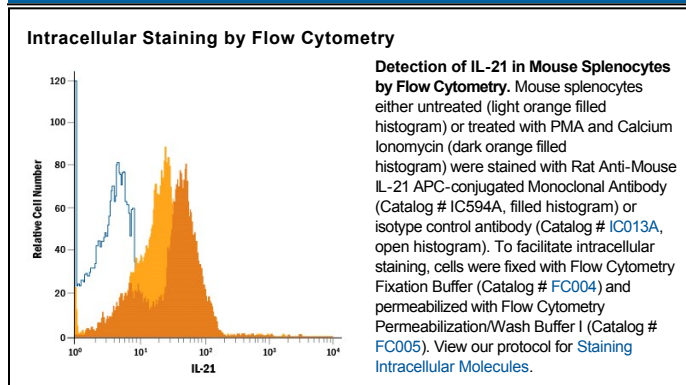 Intracellular Staining by Flow Cytometry
120
100
80
60
40
20
0
Relative Cell Number
10⁰
10¹
10²
10³
10⁴
IL-21
Detection of IL-21 in Mouse Splenocytes
by Flow Cytometry. Mouse splenocytes
either untreated (light orange filled
histogram) or treated with PMA and Calcium
Ionomycin (dark orange filled
histogram) were stained with Rat Anti-Mouse
IL-21 APC-conjugated Monoclonal Antibody
(Catalog # IC594A, filled histogram) or
isotype control antibody (Catalog # IC013A,
open histogram). To facilitate intracellular
staining, cells were fixed with Flow Cytometry
Fixation Buffer (Catalog # FC004) and
permeabilized with Flow Cytometry
Permeabilization/Wash Buffer I (Catalog #
FC005). View our protocol for Staining
Intracellular Molecules.